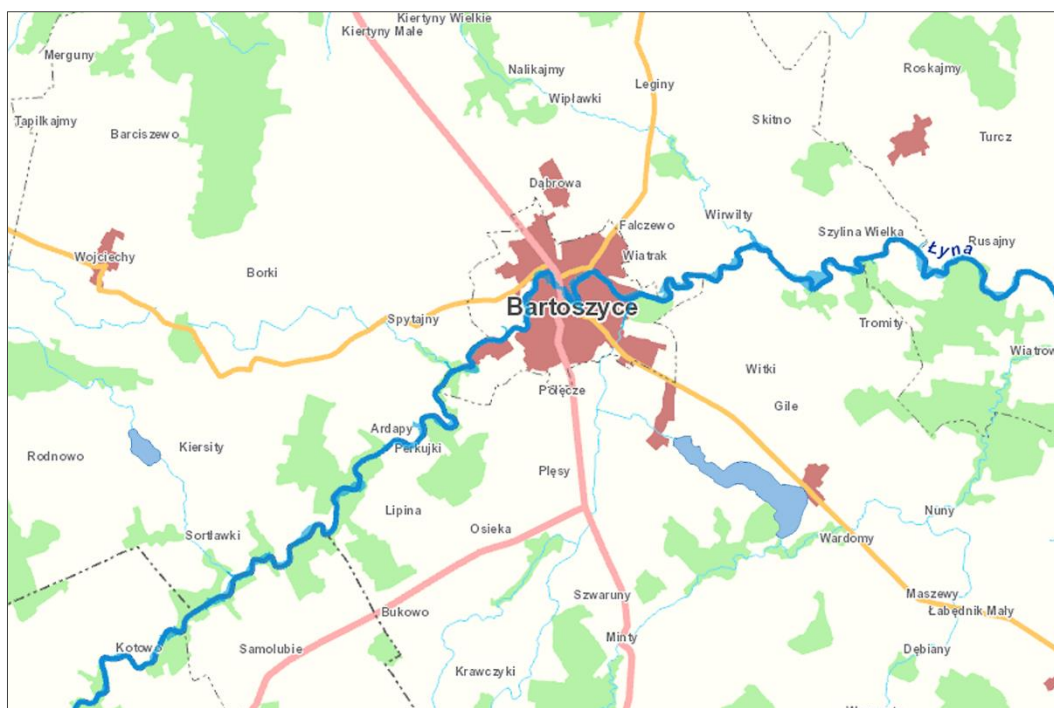 Kiertyny Wielkie
Kiertyny Małe
Merguny
Nalikajmy
Roskajmy
Leginy
Wipławki
Tapilkajmy
Skitno
Barciszewo
Turcz
Dąbrowa
Wirwilty
Falczewo
Szylina Wielka
Łyna
Rusajny
Wojciechy
Wiatrak
Borki
Bartoszyce
Spytajny
Tromity
Wiatrow
Witki
Połęcze
Gile
Ardapy
Perkujki
Kiersity
Rodnowo
Plęsy
Lipina
Nuny
Osieka
Sortławki
Wardomy
Szwaruny
Maszewy
Łabędnik Mały
Bukowo
Minty
Kotowo
Samolubie
Dębiany
Krawczyki